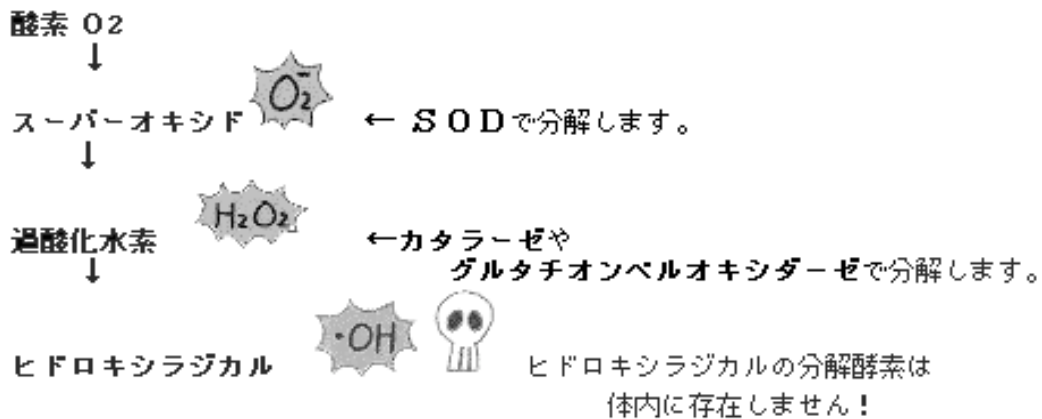 酸素 O2
↓
スーパーオキシド O₂⁻ ← SODで分解します。
↓
過酸化水素 H₂O₂ ←カタラーゼや
グルタチオンペルオキシダーゼで分解します。
↓
ヒドロキシラジカル ·OH ヒドロキシラジカルの分解酵素は
体内に存在しません!